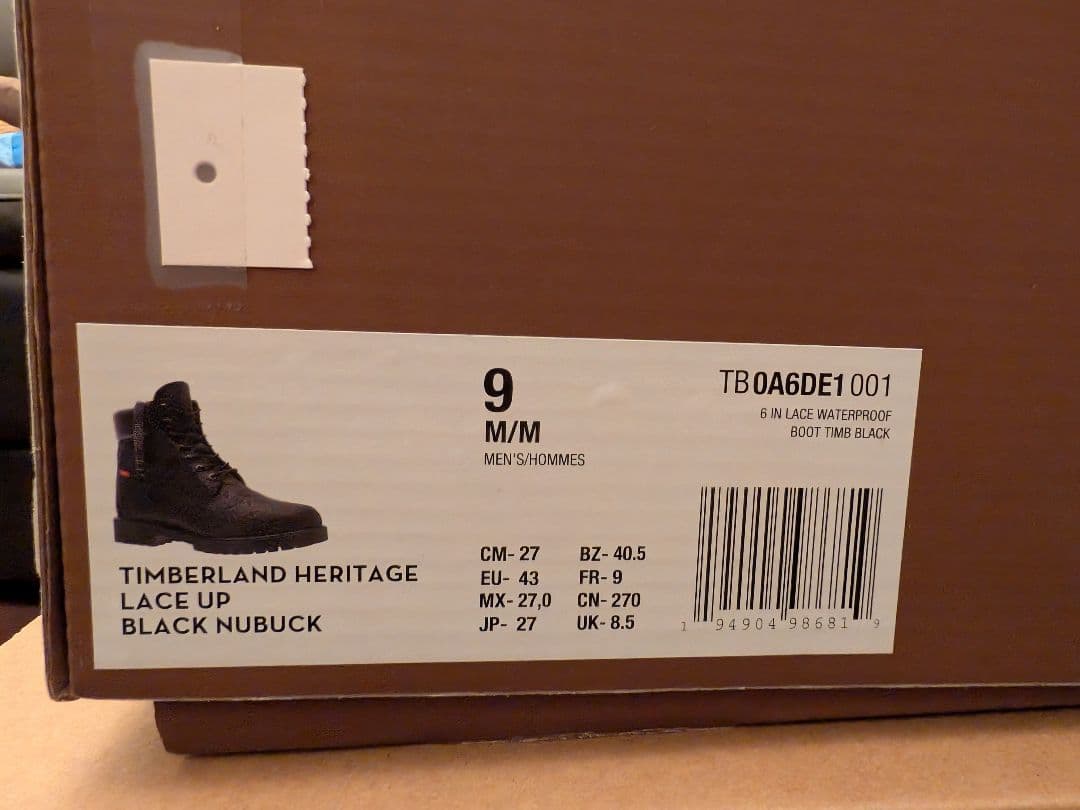 9
M/M
MEN'S/HOMMES
TB0A6DE1 001
6 IN LACE WATERPROOF
BOOT TIMB BLACK
TIMBERLAND HERITAGE
LACE UP
BLACK NUBUCK
CM- 27 BZ- 40.5
EU- 43 FR- 9
MX- 27,0 CN- 270
JP- 27 UK- 8.5
1 94904 98681 9